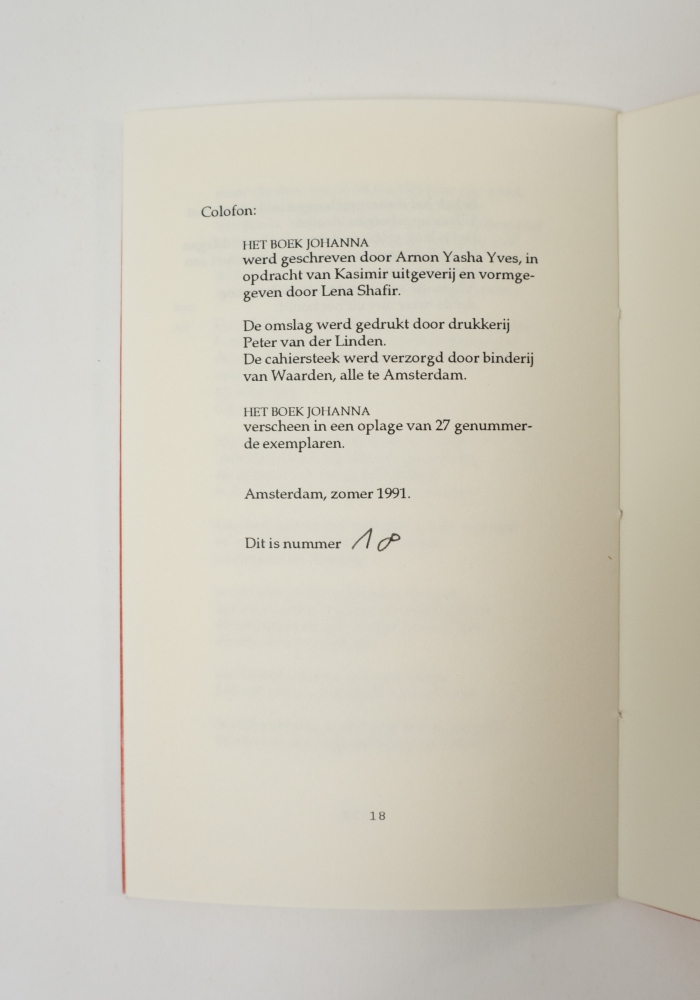 Colofon:
HET BOEK JOHANNA
werd geschreven door Arnon Yasha Yves, in
opdracht van Kasimir uitgeverij en vormge-
geven door Lena Shafir.
De omslag werd gedrukt door drukkerij
Peter van der Linden.
De cahiersteek werd verzorgd door binderij
van Waarden, alle te Amsterdam.
HET BOEK JOHANNA
verscheen in een oplage van 27 genummer-
de exemplaren.
Amsterdam, zomer 1991.
Dit is nummer 18
18